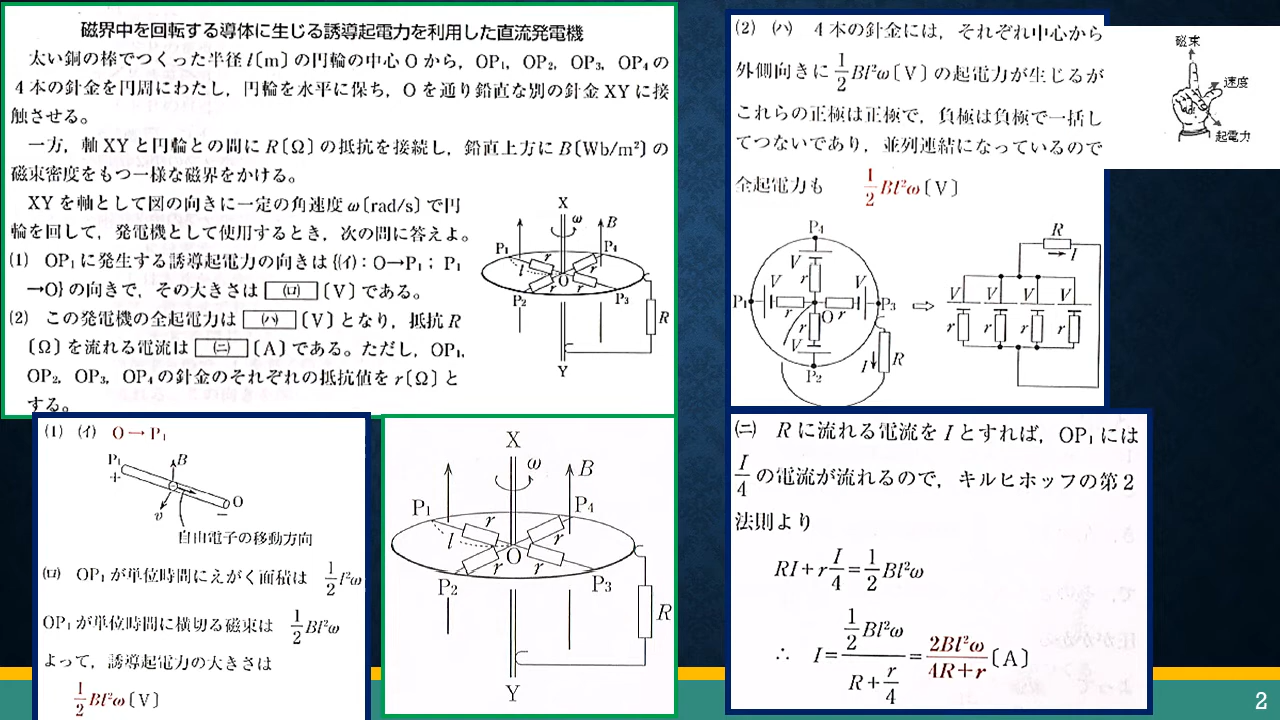 磁界中を回転する導体に生じる誘導起電力を利用した直流発電機
太い銅の棒でつくった半径l〔m〕の円輪の中心Oから，OP₁，OP₂，OP₃，OP₄の
4本の針金を円周にわたし，円輪を水平に保ち，Oを通り鉛直な別の針金XYに接
触させる。
一方，軸XYと円輪との間にR〔Ω〕の抵抗を接続し，鉛直上方にB〔Wb/m²〕の
磁束密度をもつ一様な磁界をかける。
XYを軸として図の向きに一定の角速度ω〔rad/s〕で円
輪を回して，発電機として使用するとき，次の問に答えよ。
(1) OP₁に発生する誘導起電力の向きは{(イ)：O→P₁；P₁
→O}の向きで，その大きさは (ロ) 〔V〕である。
(2) この発電機の全起電力は (ハ) 〔V〕となり，抵抗R
〔Ω〕を流れる電流は (ニ) 〔A〕である。ただし，OP₁,
OP₂，OP₃，OP₄の針金のそれぞれの抵抗値をr〔Ω〕と
する。
X
ω
B
P₁
P₄
l
r
r
O
r
r
P₂
P₃
R
Y
(1) (イ) O→P₁
P₁
+
B
O
−
v
自由電子の移動方向
(ロ) OP₁が単位時間にえがく面積は 1/2 l²ω
OP₁が単位時間に横切る磁束は 1/2 Bl²ω
よって，誘導起電力の大きさは
1/2 Bl²ω〔V〕
X
ω
B
P₁
P₄
r
r
l
O
r
r
P₂
P₃
R
Y
(2) (ハ) 4本の針金には，それぞれ中心から
外側向きに 1/2 Bl²ω〔V〕の起電力が生じるが
これらの正極は正極で，負極は負極で一括し
てつないであり，並列連結になっているので
全起電力も 1/2 Bl²ω〔V〕
磁束
速度
起電力
P₄
V
r
P₁
V
r
O
r
V
P₃
r
V
P₂
I
R
⇨
R
I
V
V
V
V
r
r
r
r
(ニ) Rに流れる電流をIとすれば，OP₁には
I/4 の電流が流れるので，キルヒホッフの第2
法則より
RI+r I/4 = 1/2 Bl²ω
∴ I = (1/2 Bl²ω)/(R+r/4) = 2Bl²ω/(4R+r)〔A〕
2